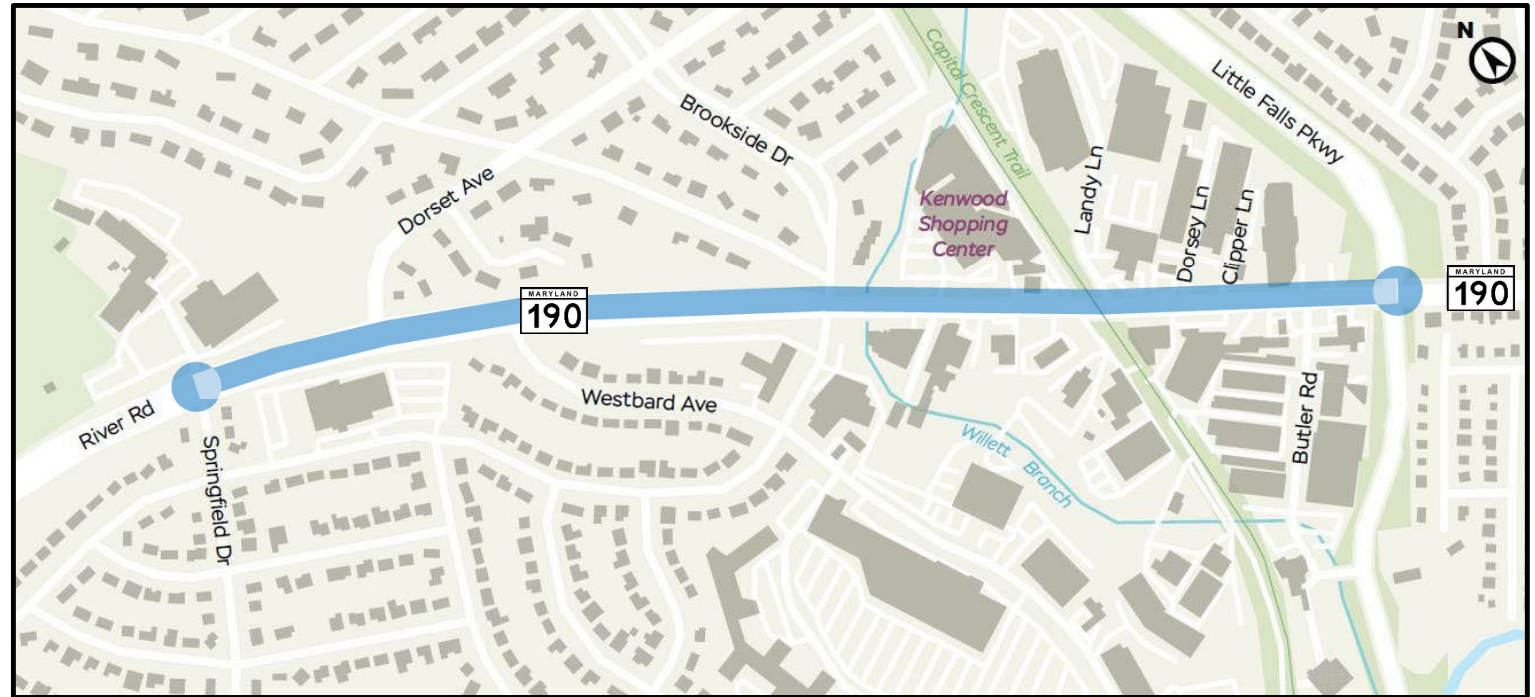 N
Capital Crescent Trail
Little Falls Pkwy
Brookside Dr
Landy Ln
Dorset Ave
Kenwood
Shopping
Center
Dorsey Ln
Clipper Ln
MARYLAND
190
MARYLAND
190
River Rd
Westbard Ave
Butler Rd
Springfield Dr
Willett Branch